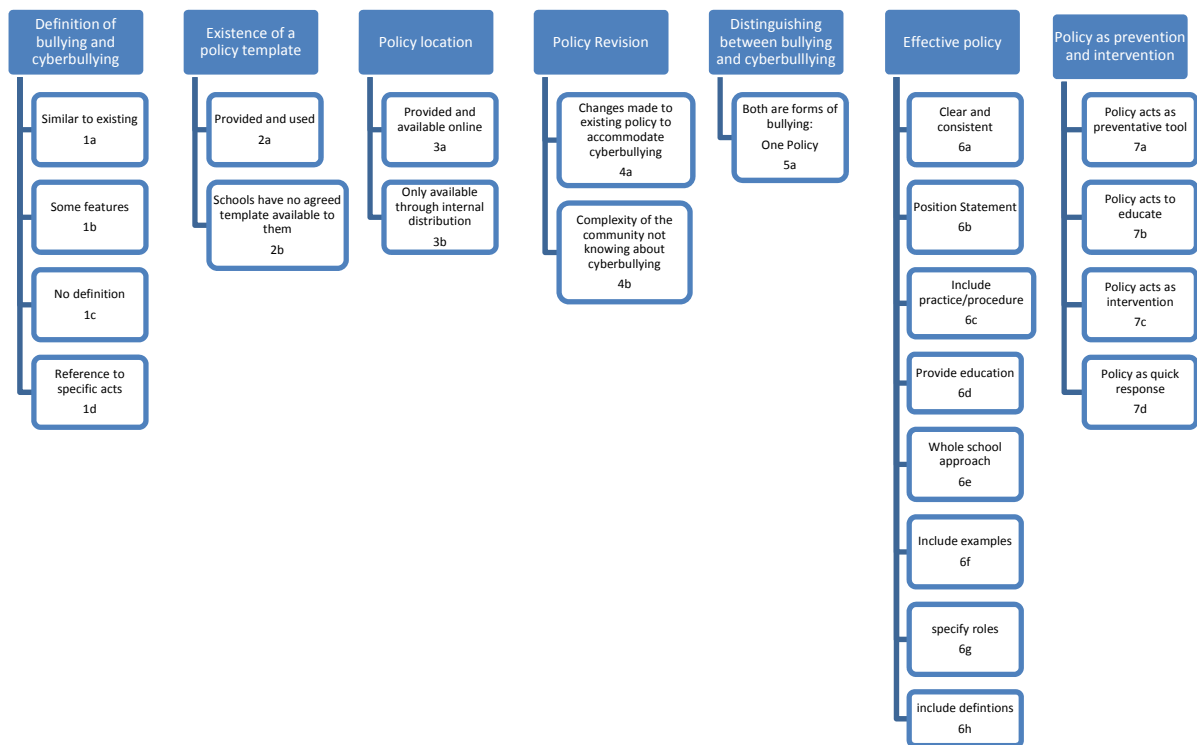 Definition of
bullying and
cyberbullying
Similar to existing
1a
Some features
1b
No definition
1c
Reference to
specific acts
1d
Existence of a
policy template
Provided and used
2a
Schools have no agreed
template available to
them
2b
Policy location
Provided and
available online
3a
Only available
through internal
distribution
3b
Policy Revision
Changes made to
existing policy to
accommodate
cyberbullying
4a
Complexity of the
community not
knowing about
cyberbullying
4b
Distinguishing
between bullying
and cyberbulllying
Both are forms of
bullying:
One Policy
5a
Effective policy
Clear and
consistent
6a
Position Statement
6b
Include
practice/procedure
6c
Provide education
6d
Whole school
approach
6e
Include examples
6f
specify roles
6g
include defintions
6h
Policy as prevention
and intervention
Policy acts as
preventative tool
7a
Policy acts to
educate
7b
Policy acts as
intervention
7c
Policy as quick
response
7d